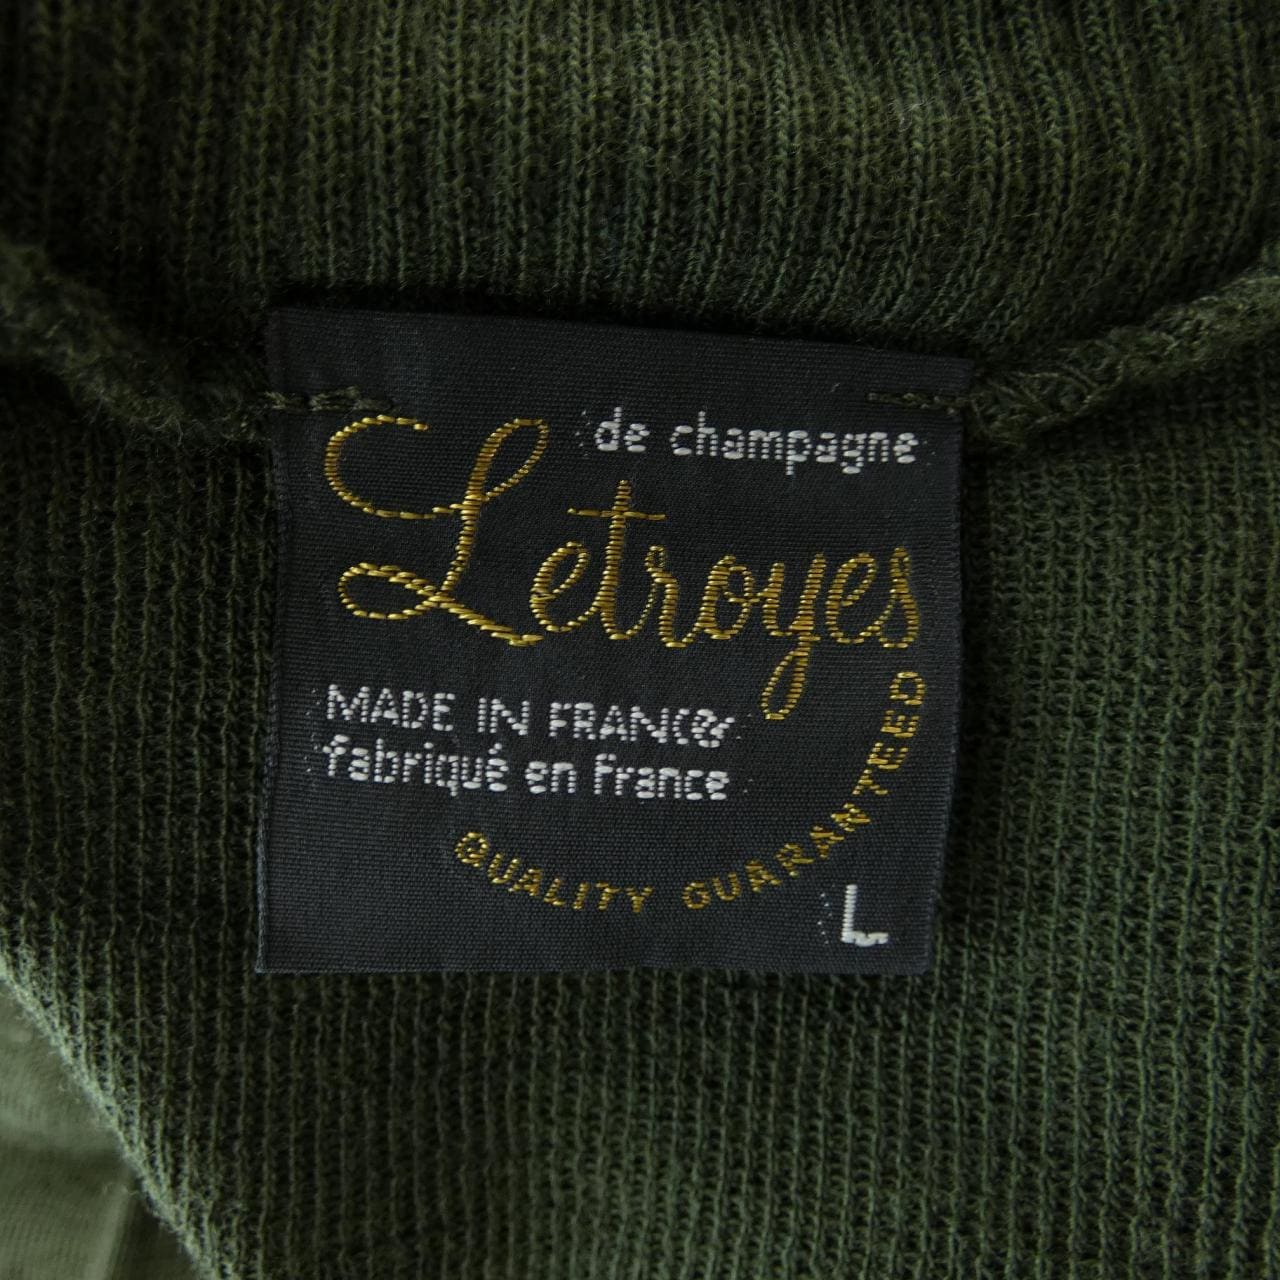 de champagne
Letroyes
MADE IN FRANCE
fabriqué en france
QUALITY GUARANTEED
L